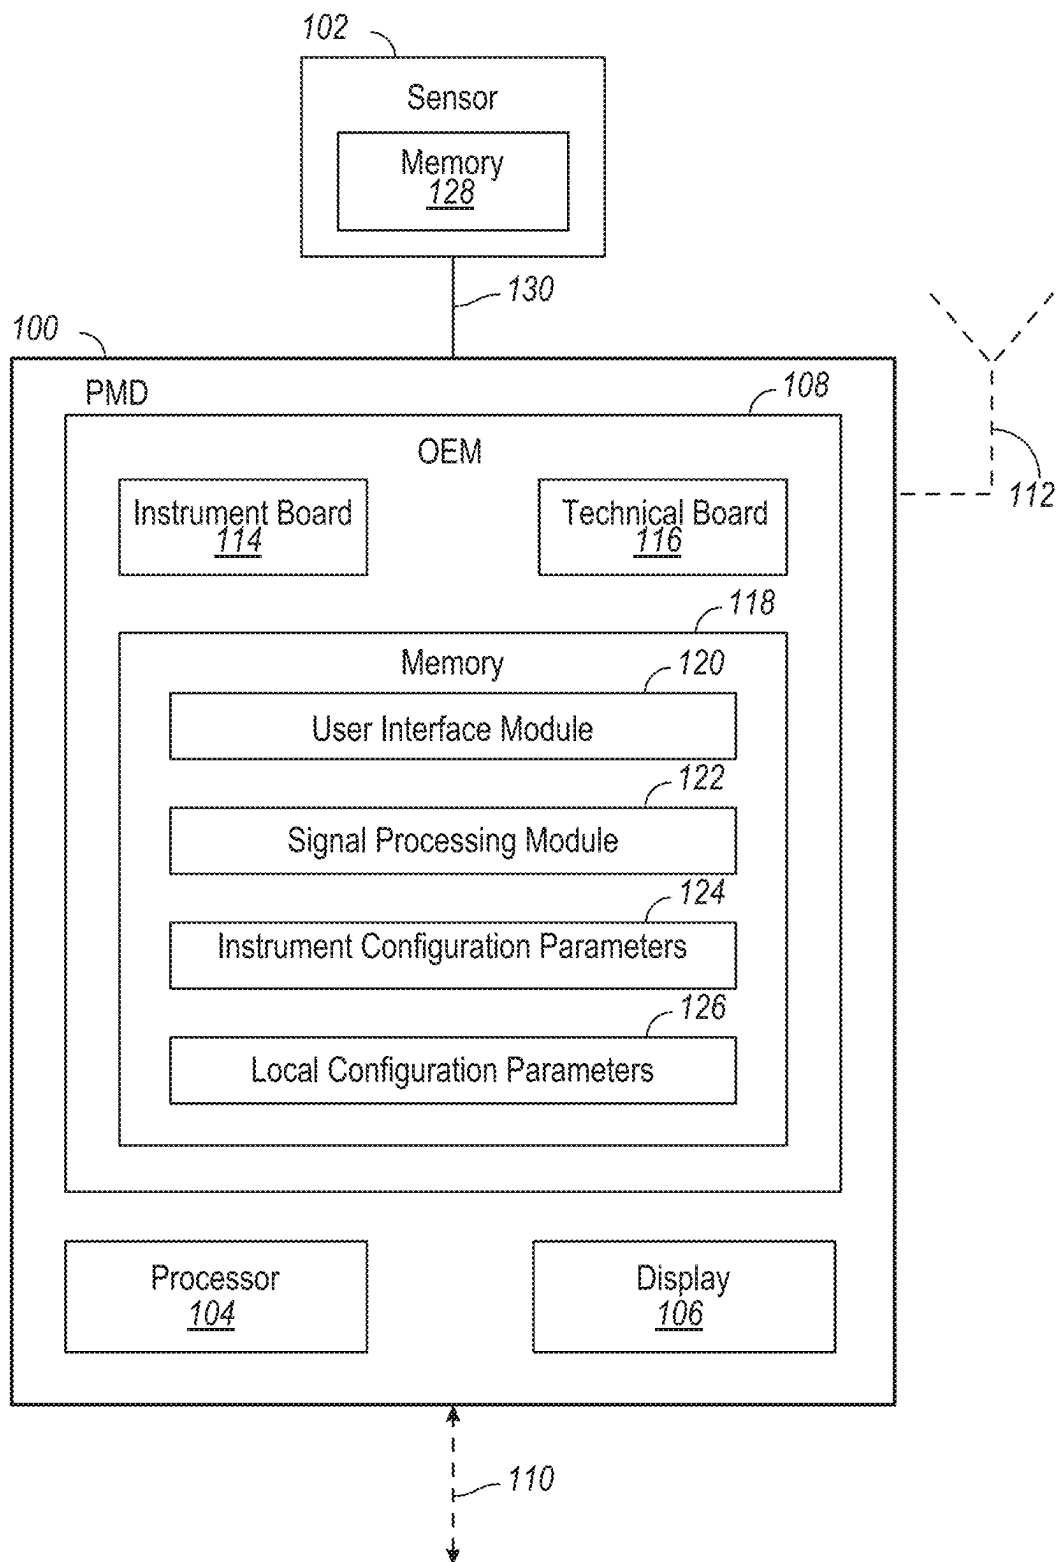 102
Sensor
Memory
128
130
100
PMD
108
OEM
Instrument Board
114
Technical Board
116
112
118
Memory
120
User Interface Module
122
Signal Processing Module
124
Instrument Configuration Parameters
126
Local Configuration Parameters
Processor
104
Display
106
110